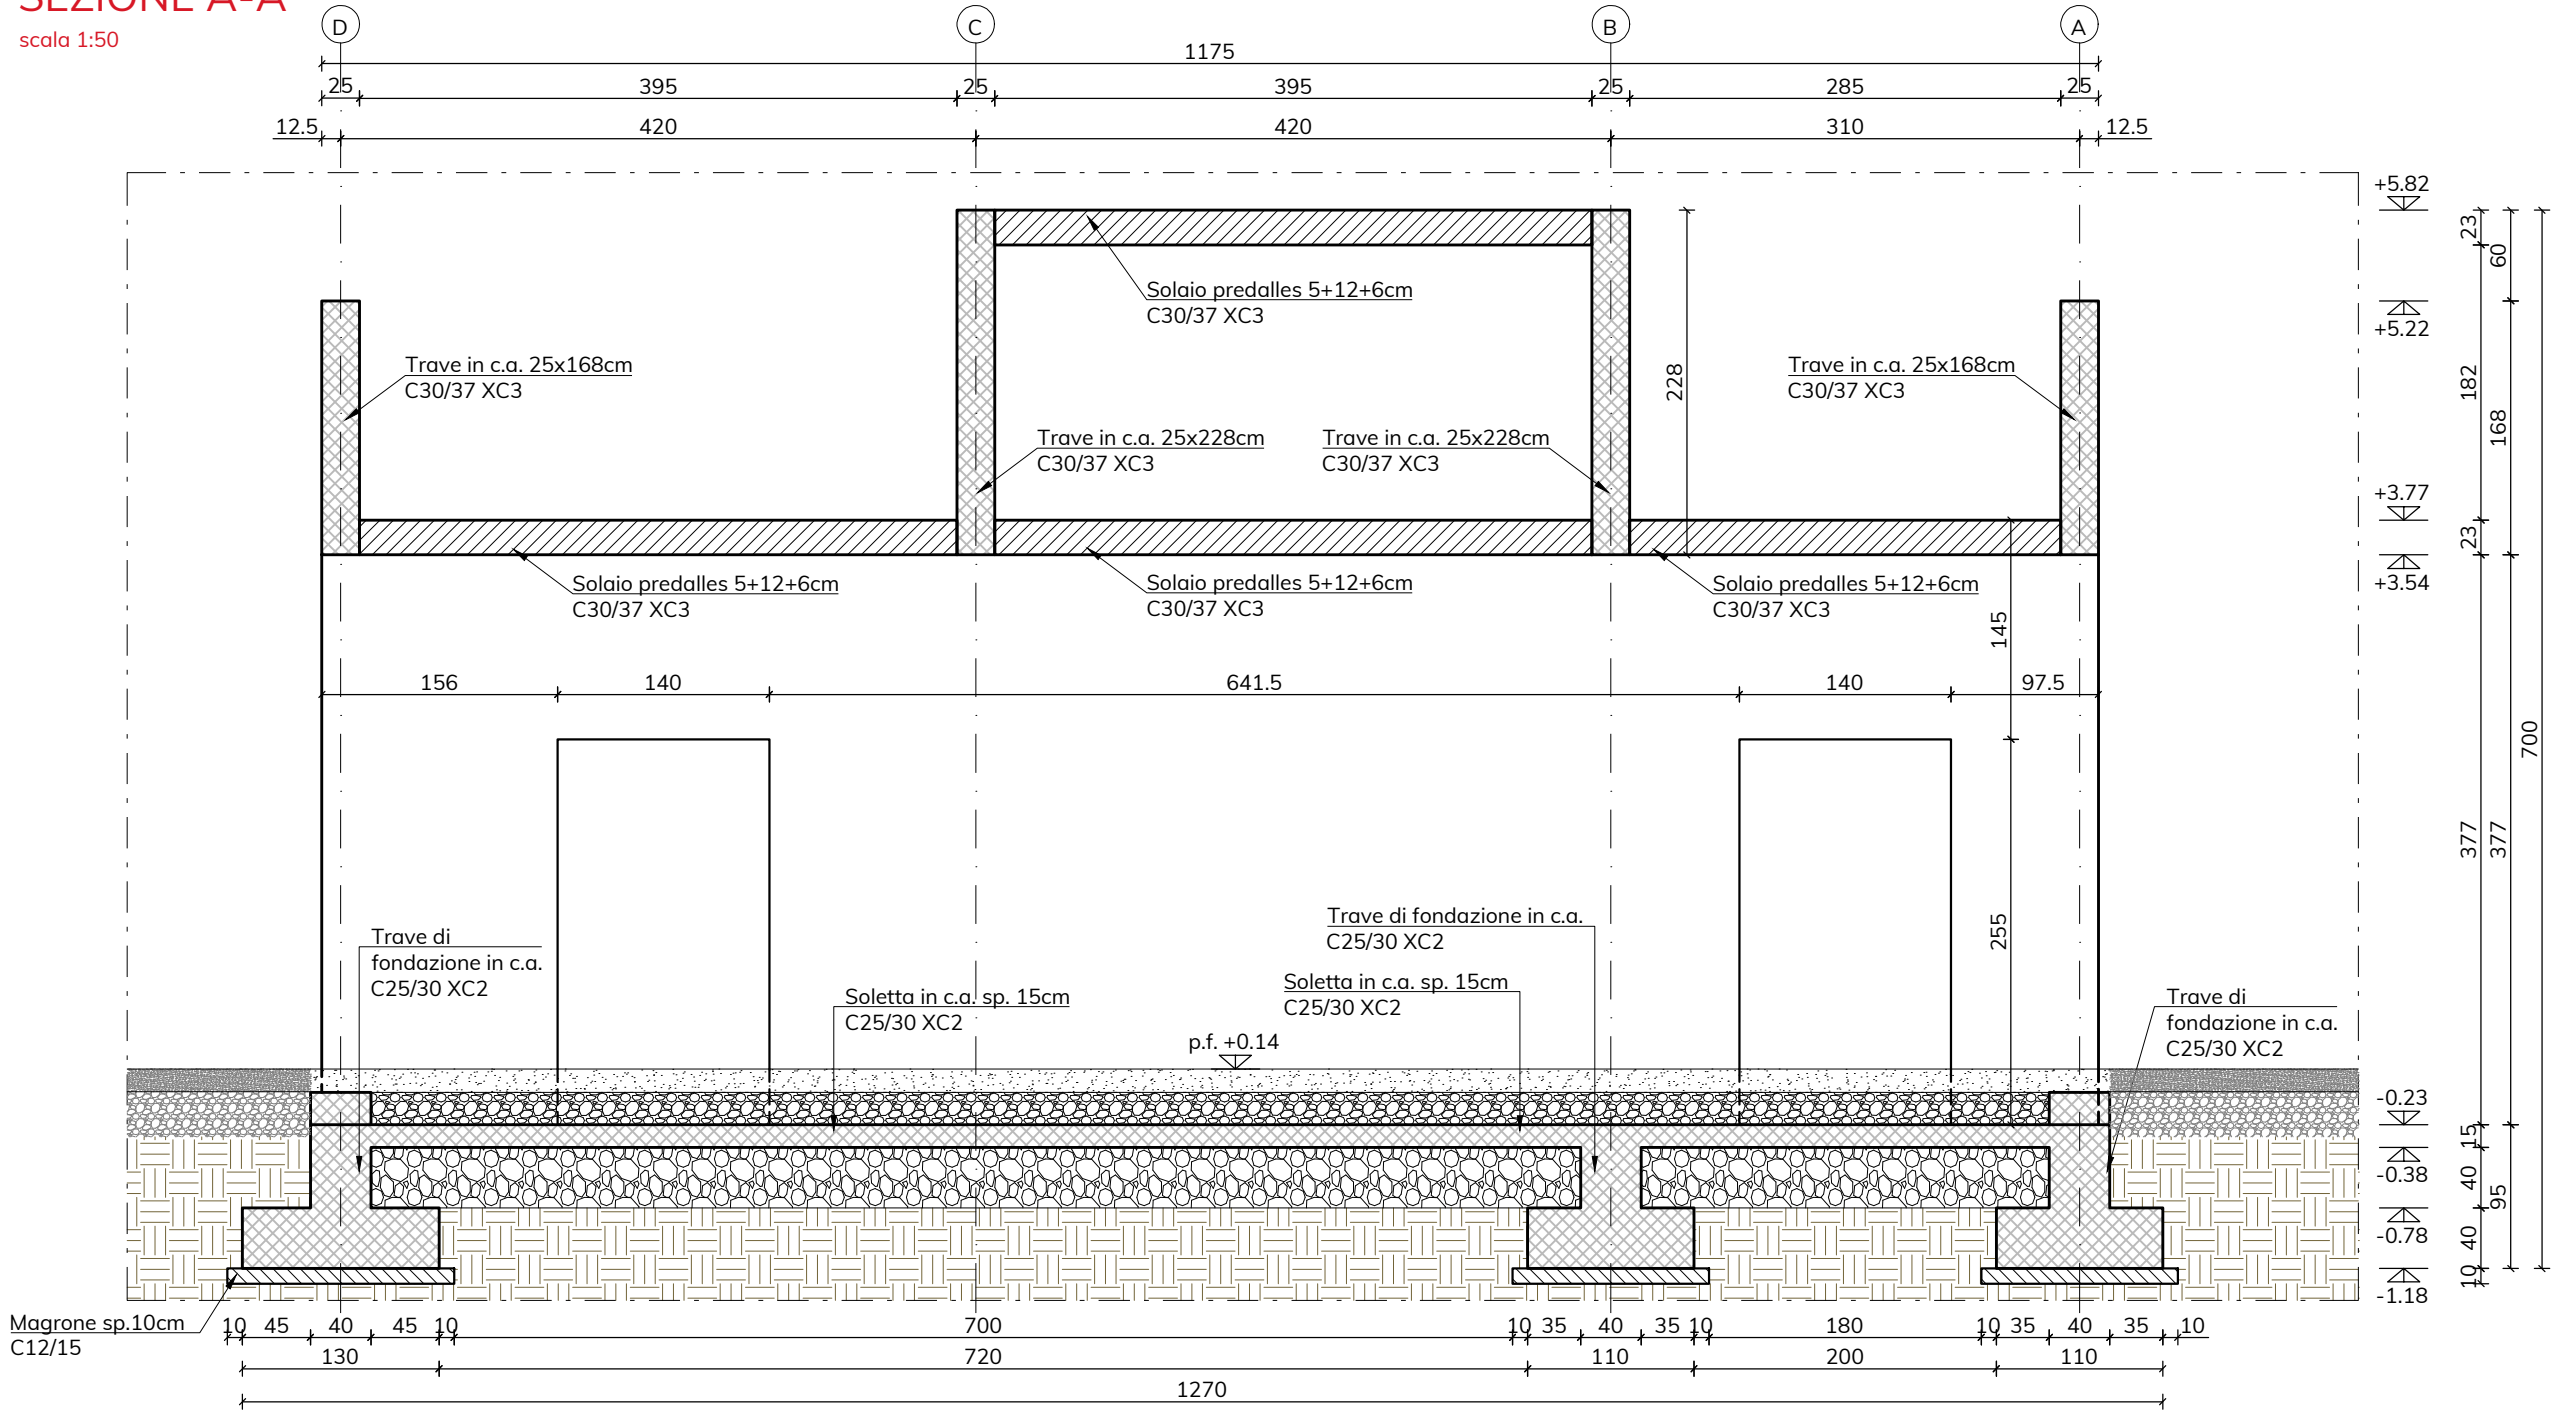 SEZIONE A-A
scala 1:50
D
C
B
A
1175
25
395
25
395
25
285
25
12.5
420
420
310
12.5
+5.82
23
60
Solaio predalles 5+12+6cm
C30/37 XC3
+5.22
Trave in c.a. 25x168cm
C30/37 XC3
228
Trave in c.a. 25x168cm
C30/37 XC3
182
168
Trave in c.a. 25x228cm
C30/37 XC3
Trave in c.a. 25x228cm
C30/37 XC3
+3.77
23
Solaio predalles 5+12+6cm
C30/37 XC3
Solaio predalles 5+12+6cm
C30/37 XC3
Solaio predalles 5+12+6cm
C30/37 XC3
+3.54
145
156
140
641.5
140
97.5
700
377
377
255
Trave di
fondazione in c.a.
C25/30 XC2
Trave di fondazione in c.a.
C25/30 XC2
Soletta in c.a. sp. 15cm
C25/30 XC2
Soletta in c.a. sp. 15cm
C25/30 XC2
Trave di
fondazione in c.a.
C25/30 XC2
p.f. +0.14
-0.23
15
-0.38
40
95
-0.78
40
10
-1.18
Magrone sp.10cm
C12/15
10
45
40
45
10
700
10
35
40
35
10
180
10
35
40
35
10
130
720
110
200
110
1270